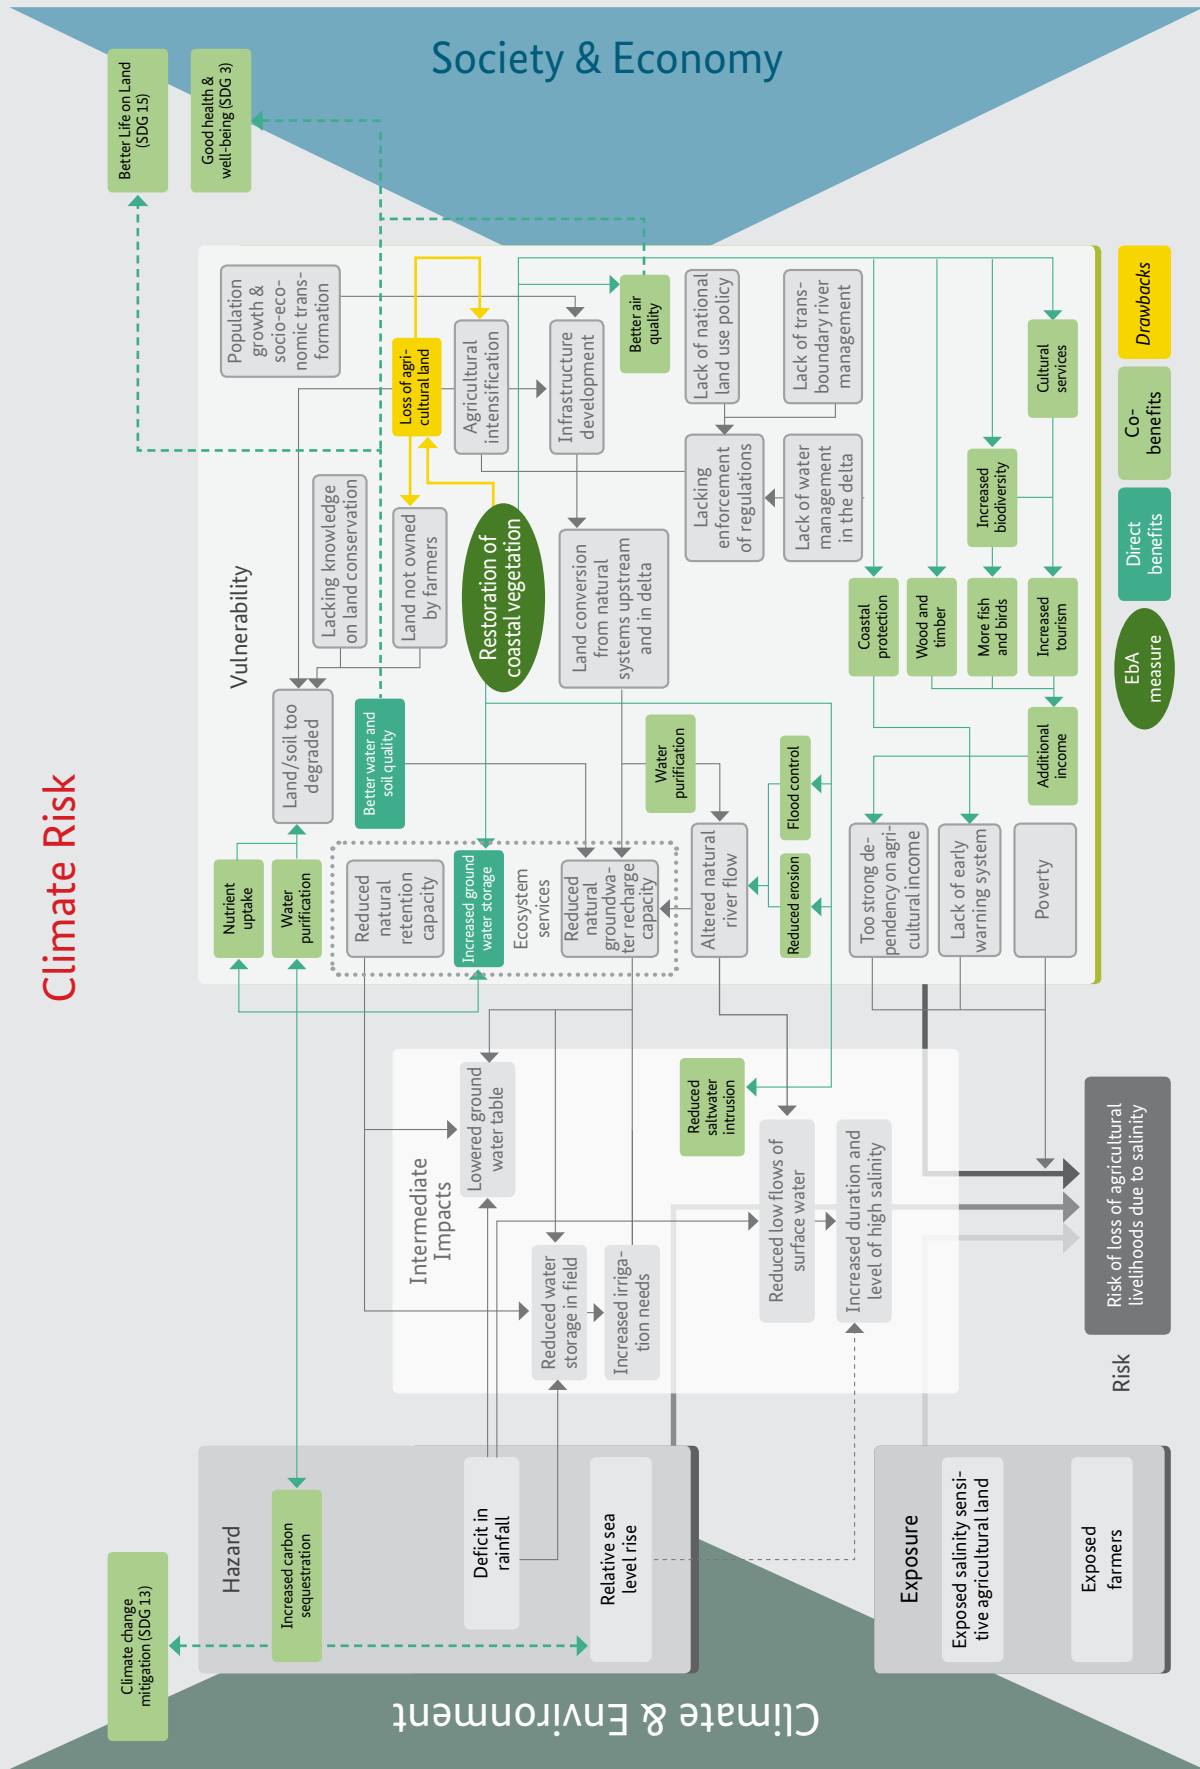 Climate Risk
Climate & Environment
Society & Economy
Climate change
mitigation (SDG 13)
Better Life on Land
(SDG 15)
Good health &
well-being (SDG 3)
Hazard
Increased carbon
sequestration
Deficit in
rainfall
Relative sea
level rise
Exposure
Exposed salinity sensi-
tive agricultural land
Exposed
farmers
Intermediate
Impacts
Lowered ground
water table
Reduced water
storage in field
Increased irriga-
tion needs
Reduced
saltwater
intrusion
Reduced low flows of
surface water
Increased duration and
level of high salinity
Risk
Risk of loss of agricultural
livelihoods due to salinity
Vulnerability
Nutrient
uptake
Water
purification
Land/soil too
degraded
Lacking knowledge
on land conservation
Population
growth &
socio-eco-
nomic trans-
formation
Reduced
natural
retention
capacity
Better water and
soil quality
Land not owned
by farmers
Loss of agri-
cultural land
Increased ground
water storage
Ecosystem
services
Restoration of
coastal vegetation
Agricultural
intensification
Reduced
natural
groundwa-
ter recharge
capacity
Land conversion
from natural
systems upstream
and in delta
Infrastructure
development
Better air
quality
Water
purification
Altered natural
river flow
Lacking
enforcement
of regulations
Lack of national
land use policy
Reduced erosion
Flood control
Lack of water
management
in the delta
Lack of trans-
boundary river
management
Too strong de-
pendency on agri-
cultural income
Coastal
protection
Lack of early
warning system
Wood and
timber
Increased
biodiversity
More fish
and birds
Poverty
Additional
income
Increased
tourism
Cultural
services
EbA
measure
Direct
benefits
Co-
benefits
Drawbacks